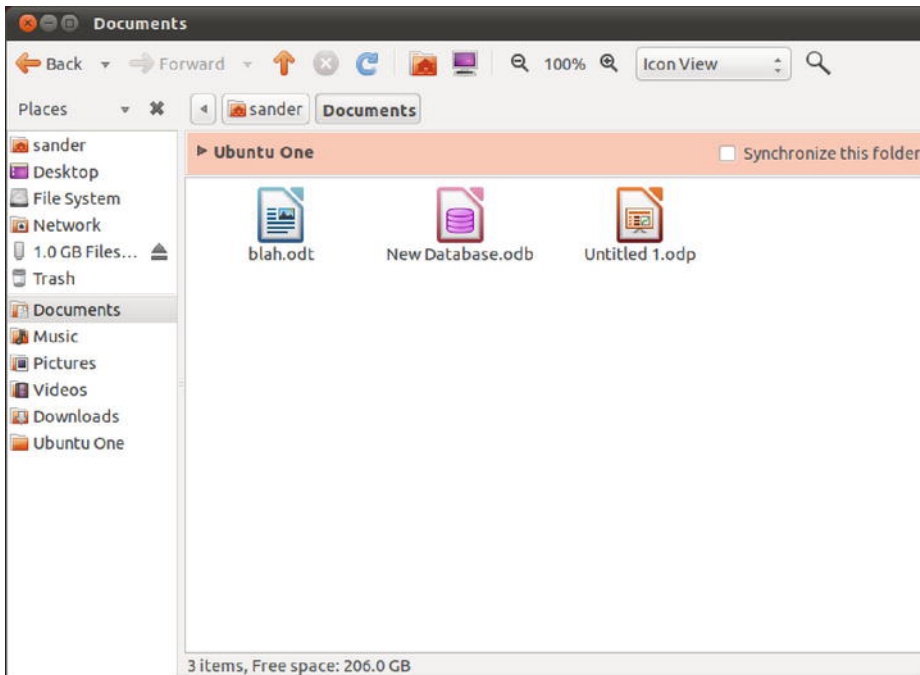 Documents
Back Forward 100% Icon View
Places sander Documents
sander
Desktop
File System
Network
1.0 GB Files...
Trash
Documents
Music
Pictures
Videos
Downloads
Ubuntu One
Ubuntu One Synchronize this folder
blah.odt New Database.odb Untitled 1.odp
3 items, Free space: 206.0 GB